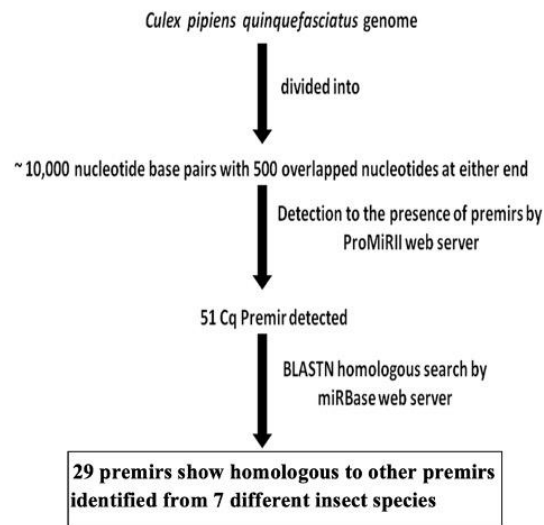 Culex pipiens quinquefasciatus genome
divided into
~ 10,000 nucleotide base pairs with 500 overlapped nucleotides at either end
Detection to the presence of premirs by
ProMiRII web server
51 Cq Premir detected
BLASTN homologous search by
miRBase web server
29 premirs show homologous to other premirs
identified from 7 different insect species